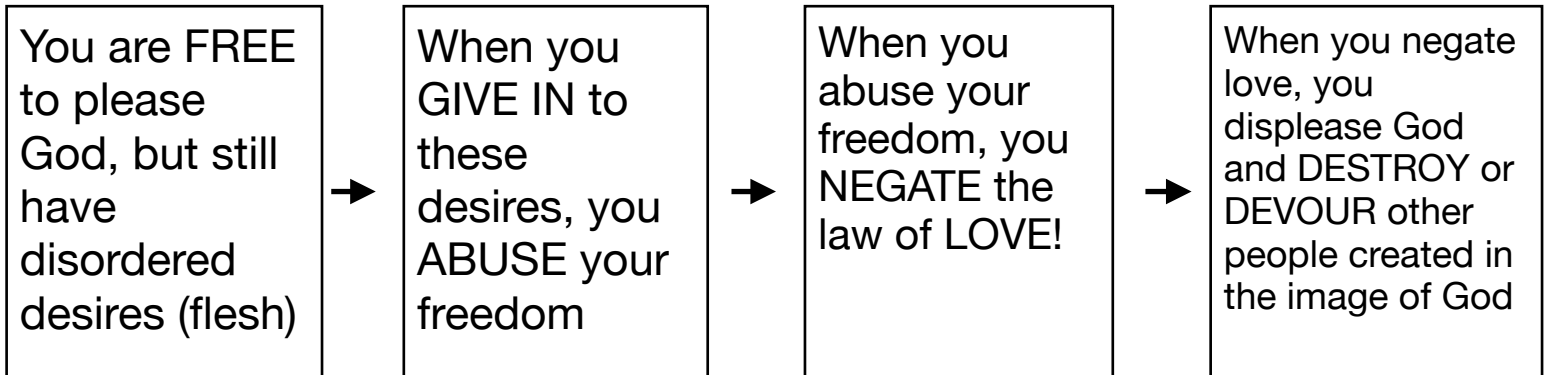 You are FREE
to please
God, but still
have
disordered
desires (flesh)
When you
GIVE IN to
these
desires, you
ABUSE your
freedom
When you
abuse your
freedom, you
NEGATE the
law of LOVE!
When you negate
love, you
displease God
and DESTROY or
DEVOUR other
people created in
the image of God